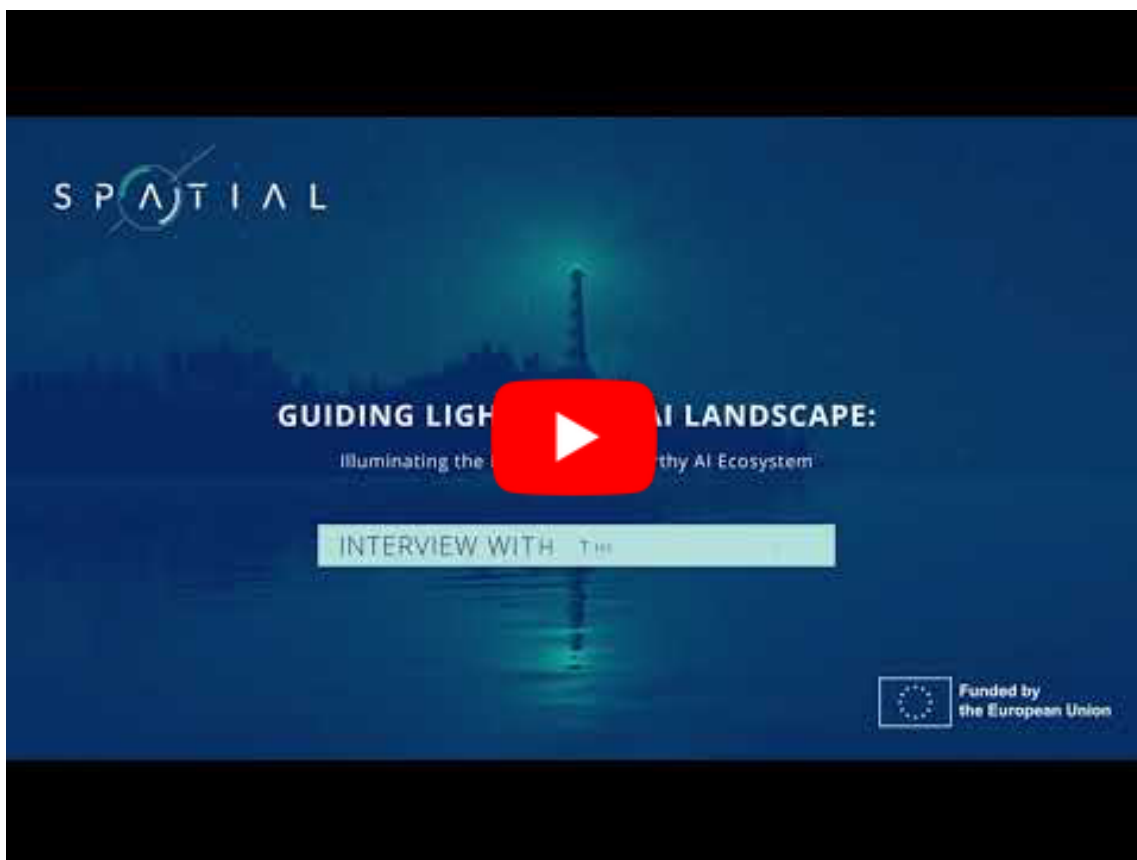 SPATIAL
GUIDING LIGH AI LANDSCAPE:
Illuminating the thy AI Ecosystem
INTERVIEW WITH
Funded by
the European Union